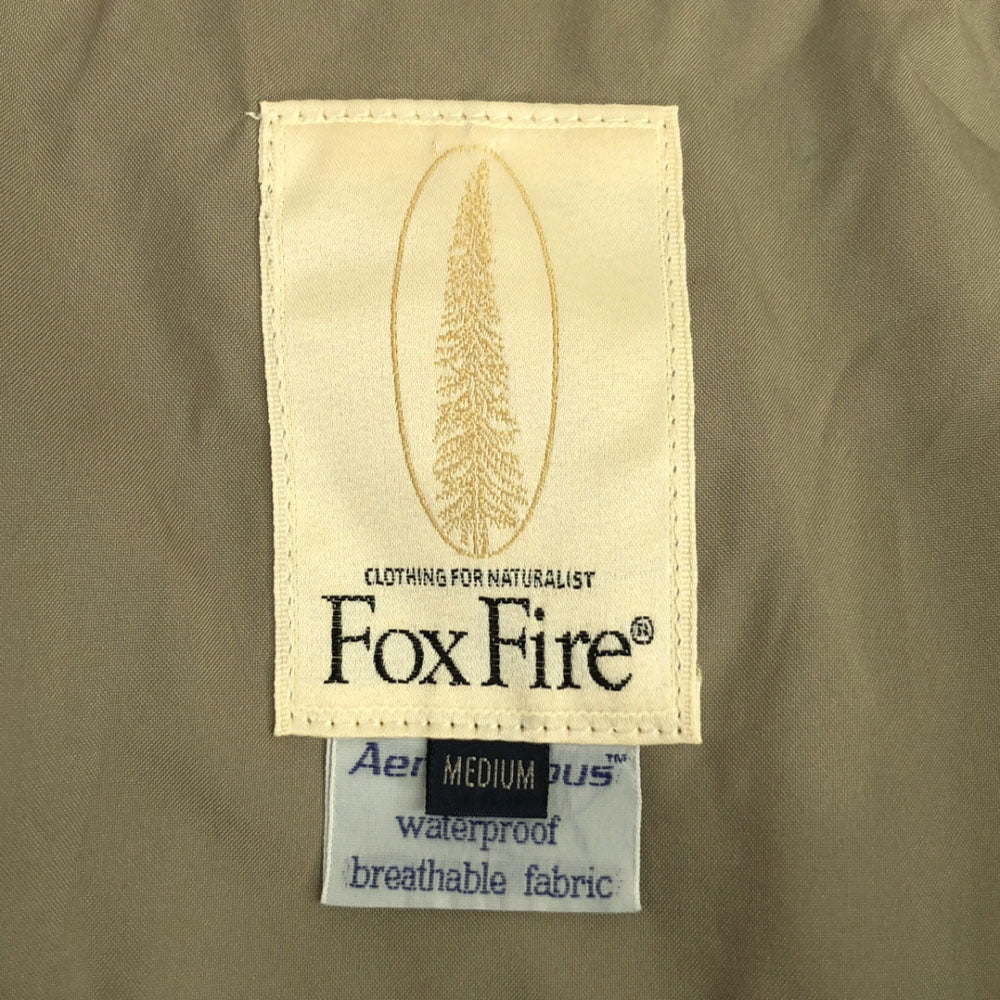 CLOTHING FOR NATURALIST
Fox Fire®
MEDIUM
waterproof
breathable fabric